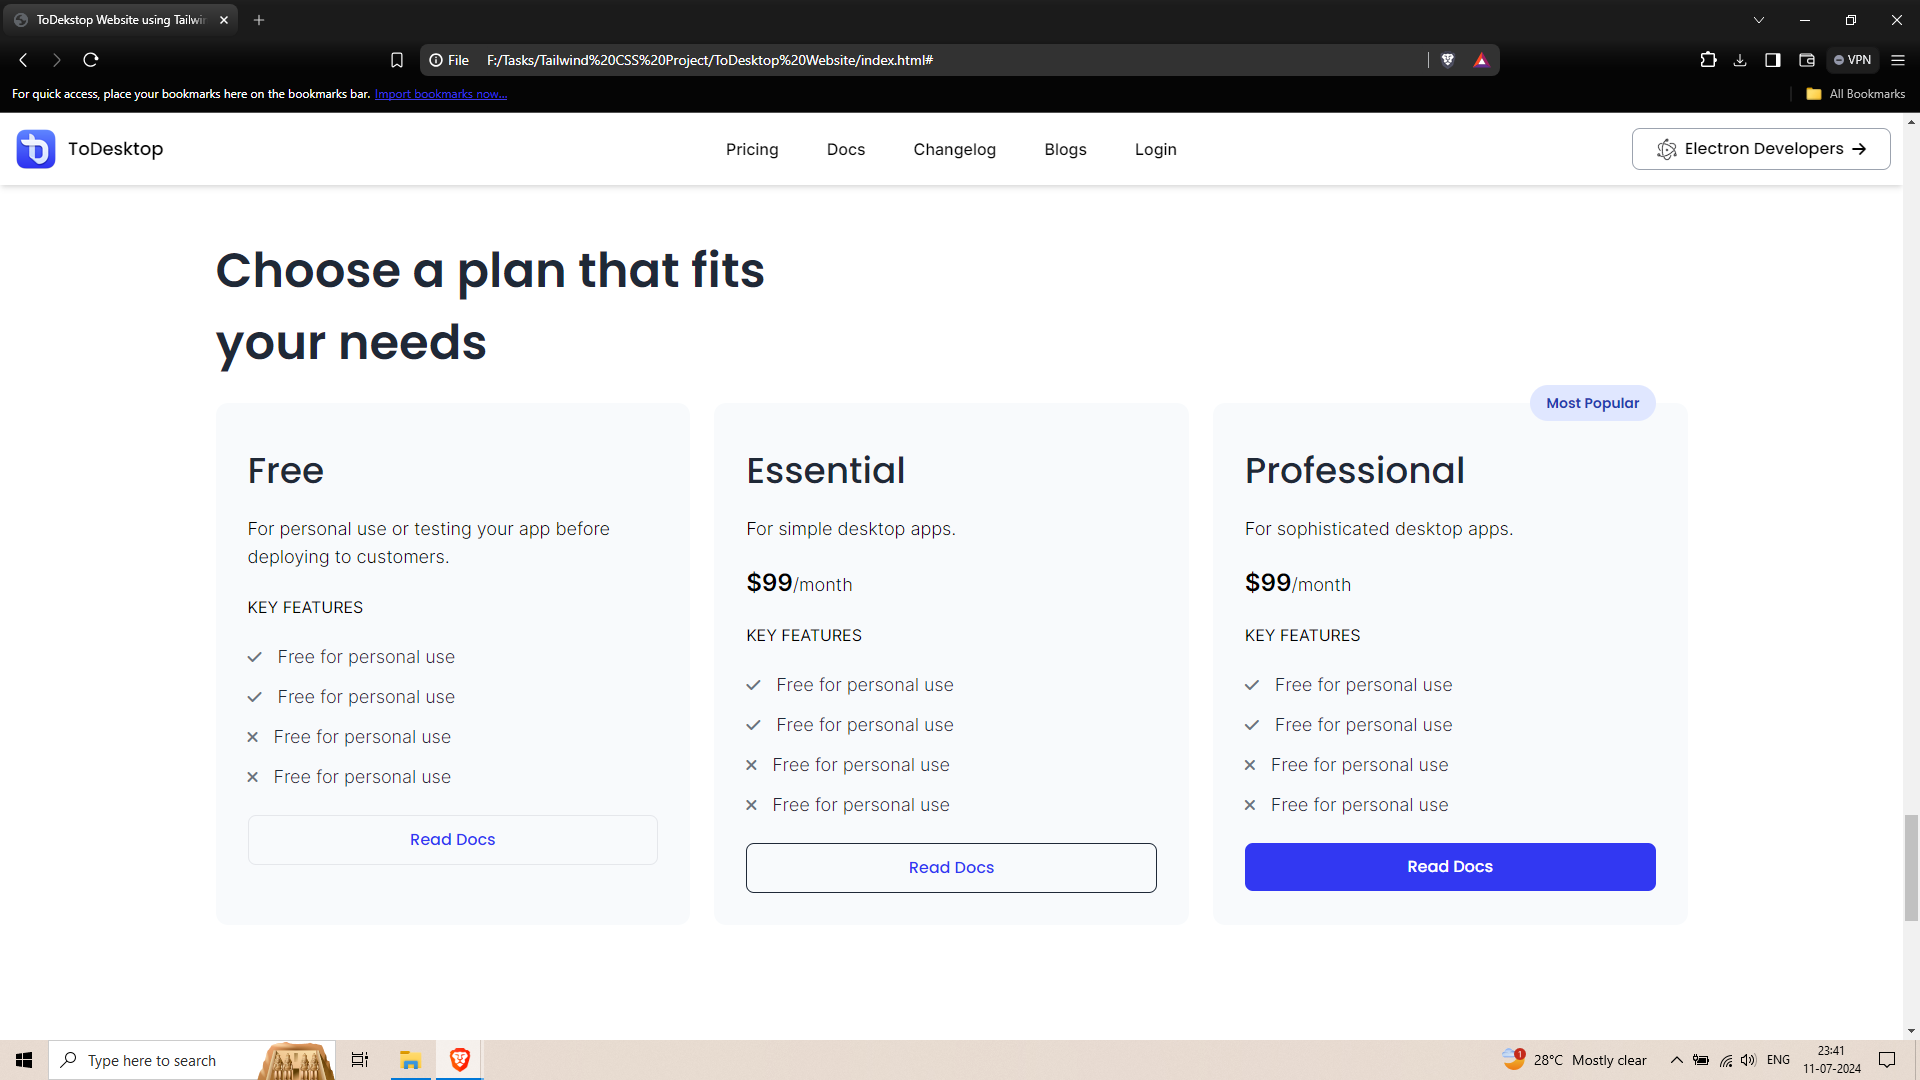 ToDekstop Website using Tailwin
File F:/Tasks/Tailwind%20CSS%20Project/ToDesktop%20Website/index.html#
VPN
For quick access, place your bookmarks here on the bookmarks bar. Import bookmarks now...
All Bookmarks
ToDesktop
Pricing Docs Changelog Blogs Login
Electron Developers →
Choose a plan that fits
your needs
Most Popular
Free
For personal use or testing your app before
deploying to customers.
KEY FEATURES
Free for personal use
Free for personal use
Free for personal use
Free for personal use
Read Docs
Essential
For simple desktop apps.
$99/month
KEY FEATURES
Free for personal use
Free for personal use
Free for personal use
Free for personal use
Read Docs
Professional
For sophisticated desktop apps.
$99/month
KEY FEATURES
Free for personal use
Free for personal use
Free for personal use
Free for personal use
Read Docs
Type here to search
1
28°C Mostly clear
ENG
23:41
11-07-2024